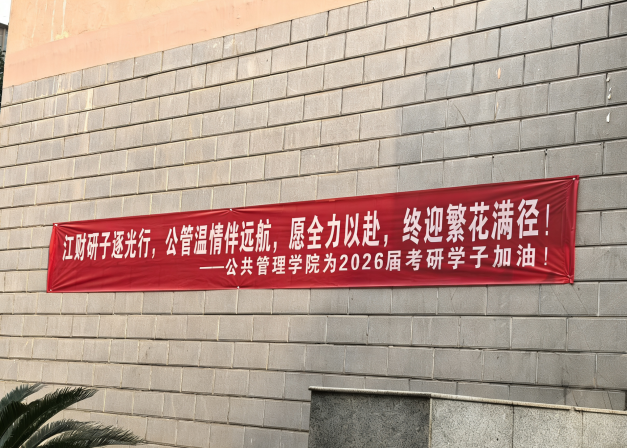 江财研子逐光行，公管温情伴远航，愿全力以赴，终迎繁花满径！
——公共管理学院为2026届考研学子加油！